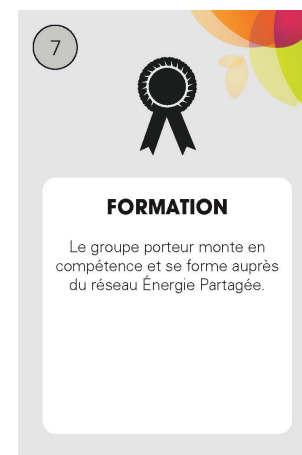 7
FORMATION
Le groupe porteur monte en
compétence et se forme auprès
du réseau Énergie Partagée.